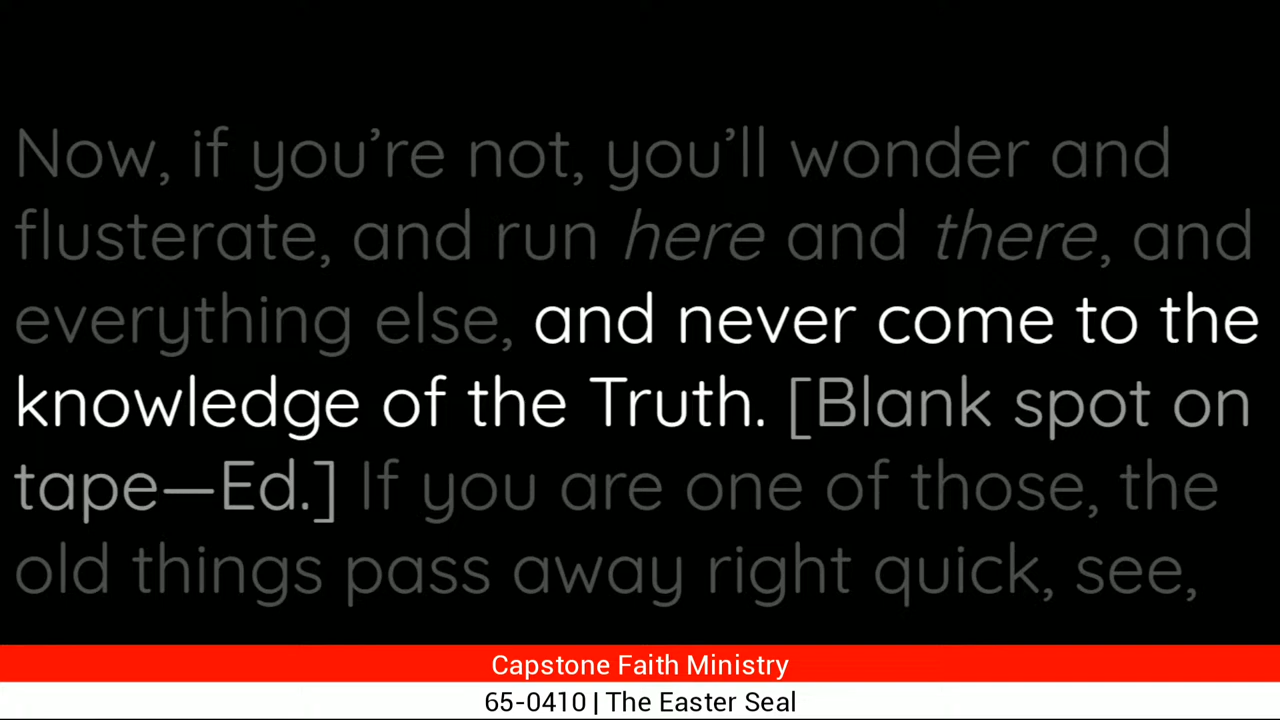 Now, if you’re not, you’ll wonder and
flusterate, and run here and there, and
everything else, and never come to the
knowledge of the Truth. [Blank spot on
tape—Ed.] If you are one of those, the
old things pass away right quick, see,
Capstone Faith Ministry
65-0410 | The Easter Seal